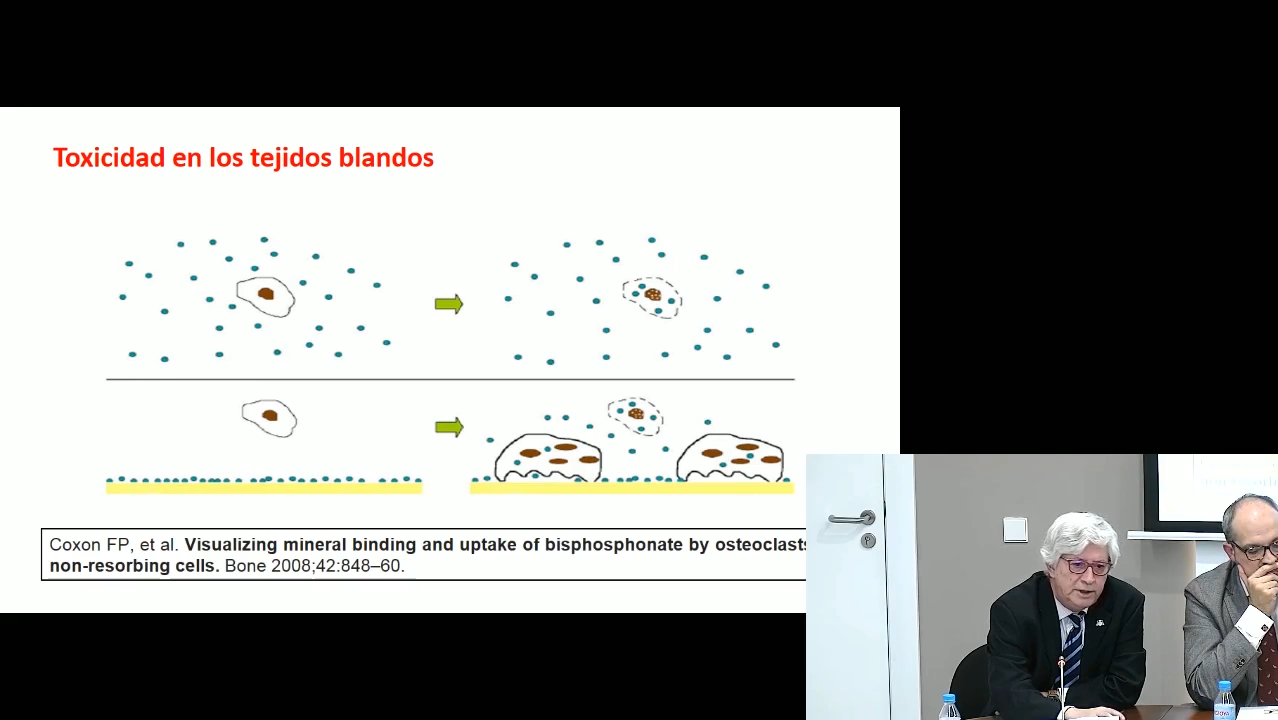 Toxicidad en los tejidos blandos
Coxon FP, et al. Visualizing mineral binding and uptake of bisphosphonate by osteoclasts
non-resorbing cells. Bone 2008;42:848–60.